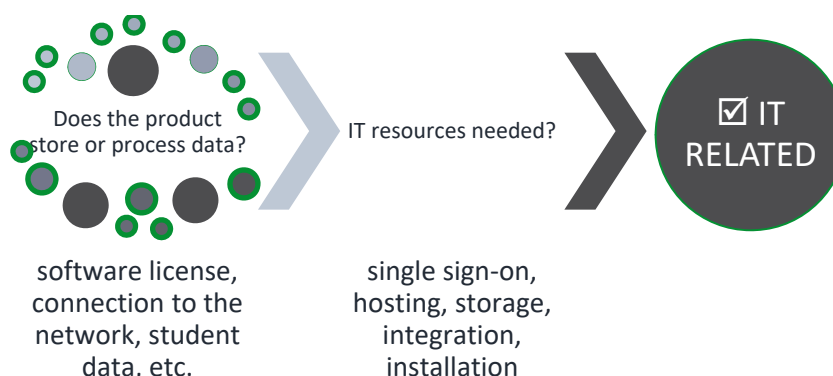 Does the product
store or process data?
IT resources needed?
☑ IT
RELATED
software license,
connection to the
network, student
data, etc.
single sign-on,
hosting, storage,
integration,
installation